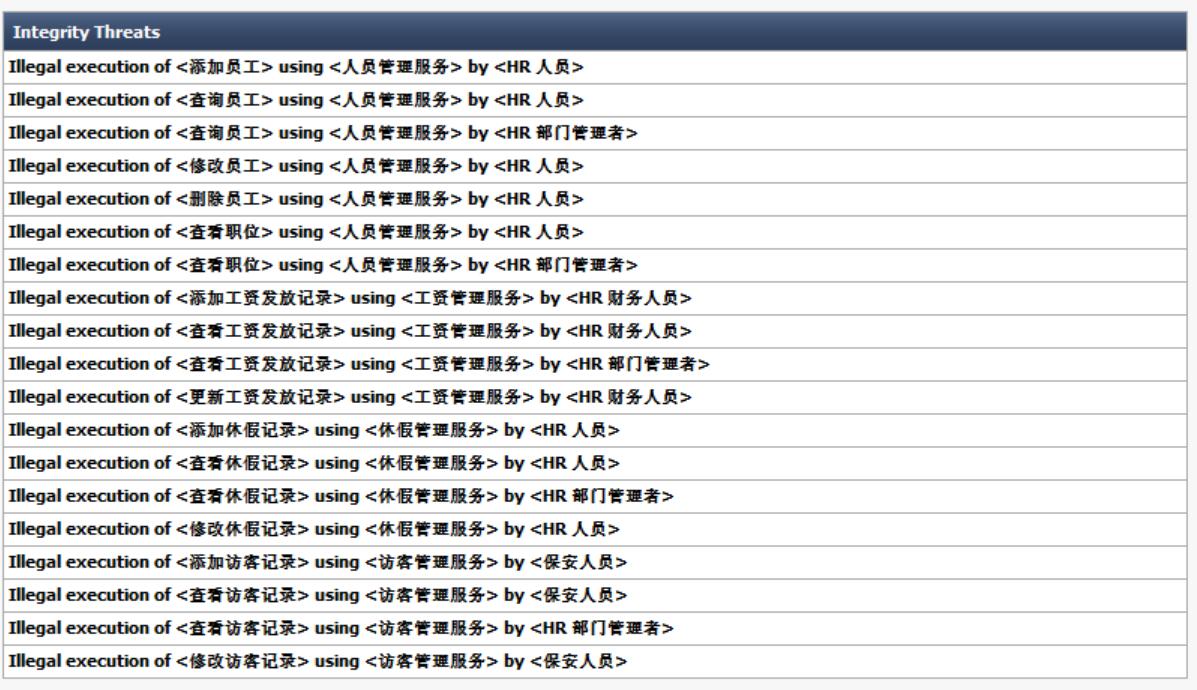 Integrity Threats
Illegal execution of <添加员工> using <人员管理服务> by <HR 人员>
Illegal execution of <查询员工> using <人员管理服务> by <HR 人员>
Illegal execution of <查询员工> using <人员管理服务> by <HR 部门管理者>
Illegal execution of <修改员工> using <人员管理服务> by <HR 人员>
Illegal execution of <删除员工> using <人员管理服务> by <HR 人员>
Illegal execution of <查看职位> using <人员管理服务> by <HR 人员>
Illegal execution of <查看职位> using <人员管理服务> by <HR 部门管理者>
Illegal execution of <添加工资发放记录> using <工资管理服务> by <HR 财务人员>
Illegal execution of <查看工资发放记录> using <工资管理服务> by <HR 财务人员>
Illegal execution of <查看工资发放记录> using <工资管理服务> by <HR 部门管理者>
Illegal execution of <更新工资发放记录> using <工资管理服务> by <HR 财务人员>
Illegal execution of <添加休假记录> using <休假管理服务> by <HR 人员>
Illegal execution of <查看休假记录> using <休假管理服务> by <HR 人员>
Illegal execution of <查看休假记录> using <休假管理服务> by <HR 部门管理者>
Illegal execution of <修改休假记录> using <休假管理服务> by <HR 人员>
Illegal execution of <添加访客记录> using <访客管理服务> by <保安人员>
Illegal execution of <查看访客记录> using <访客管理服务> by <保安人员>
Illegal execution of <查看访客记录> using <访客管理服务> by <HR 部门管理者>
Illegal execution of <修改访客记录> using <访客管理服务> by <保安人员>